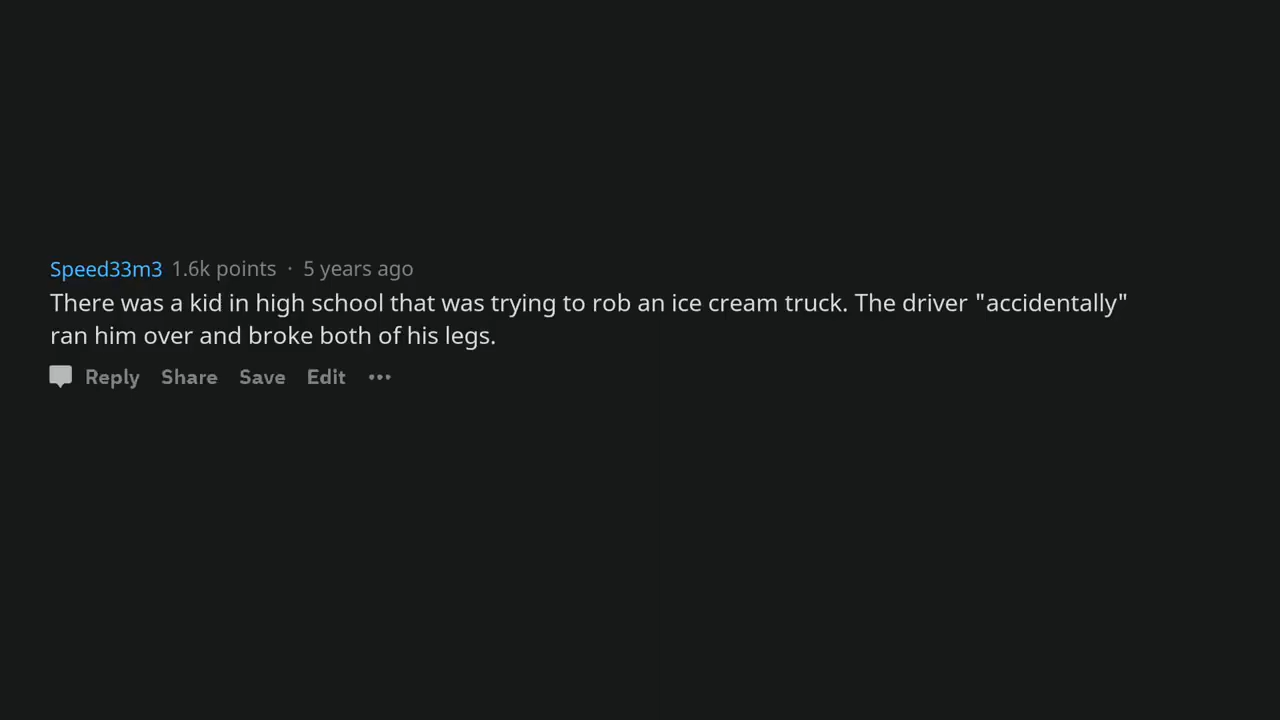 Speed33m3 1.6k points · 5 years ago
There was a kid in high school that was trying to rob an ice cream truck. The driver "accidentally"
ran him over and broke both of his legs.
Reply Share Save Edit •••